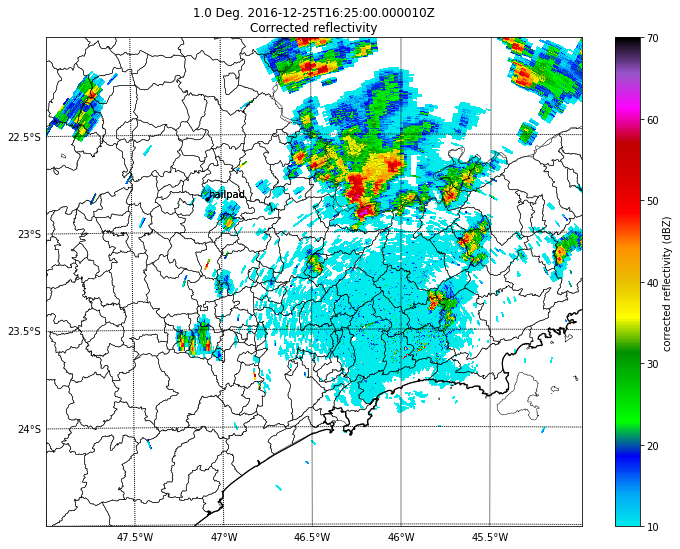 1.0 Deg. 2016-12-25T16:25:00.000010Z
Corrected reflectivity
22.5°S
23°S
23.5°S
24°S
47.5°W
47°W
46.5°W
46°W
45.5°W
hailpad
70
60
50
40
30
20
10
corrected reflectivity (dBZ)